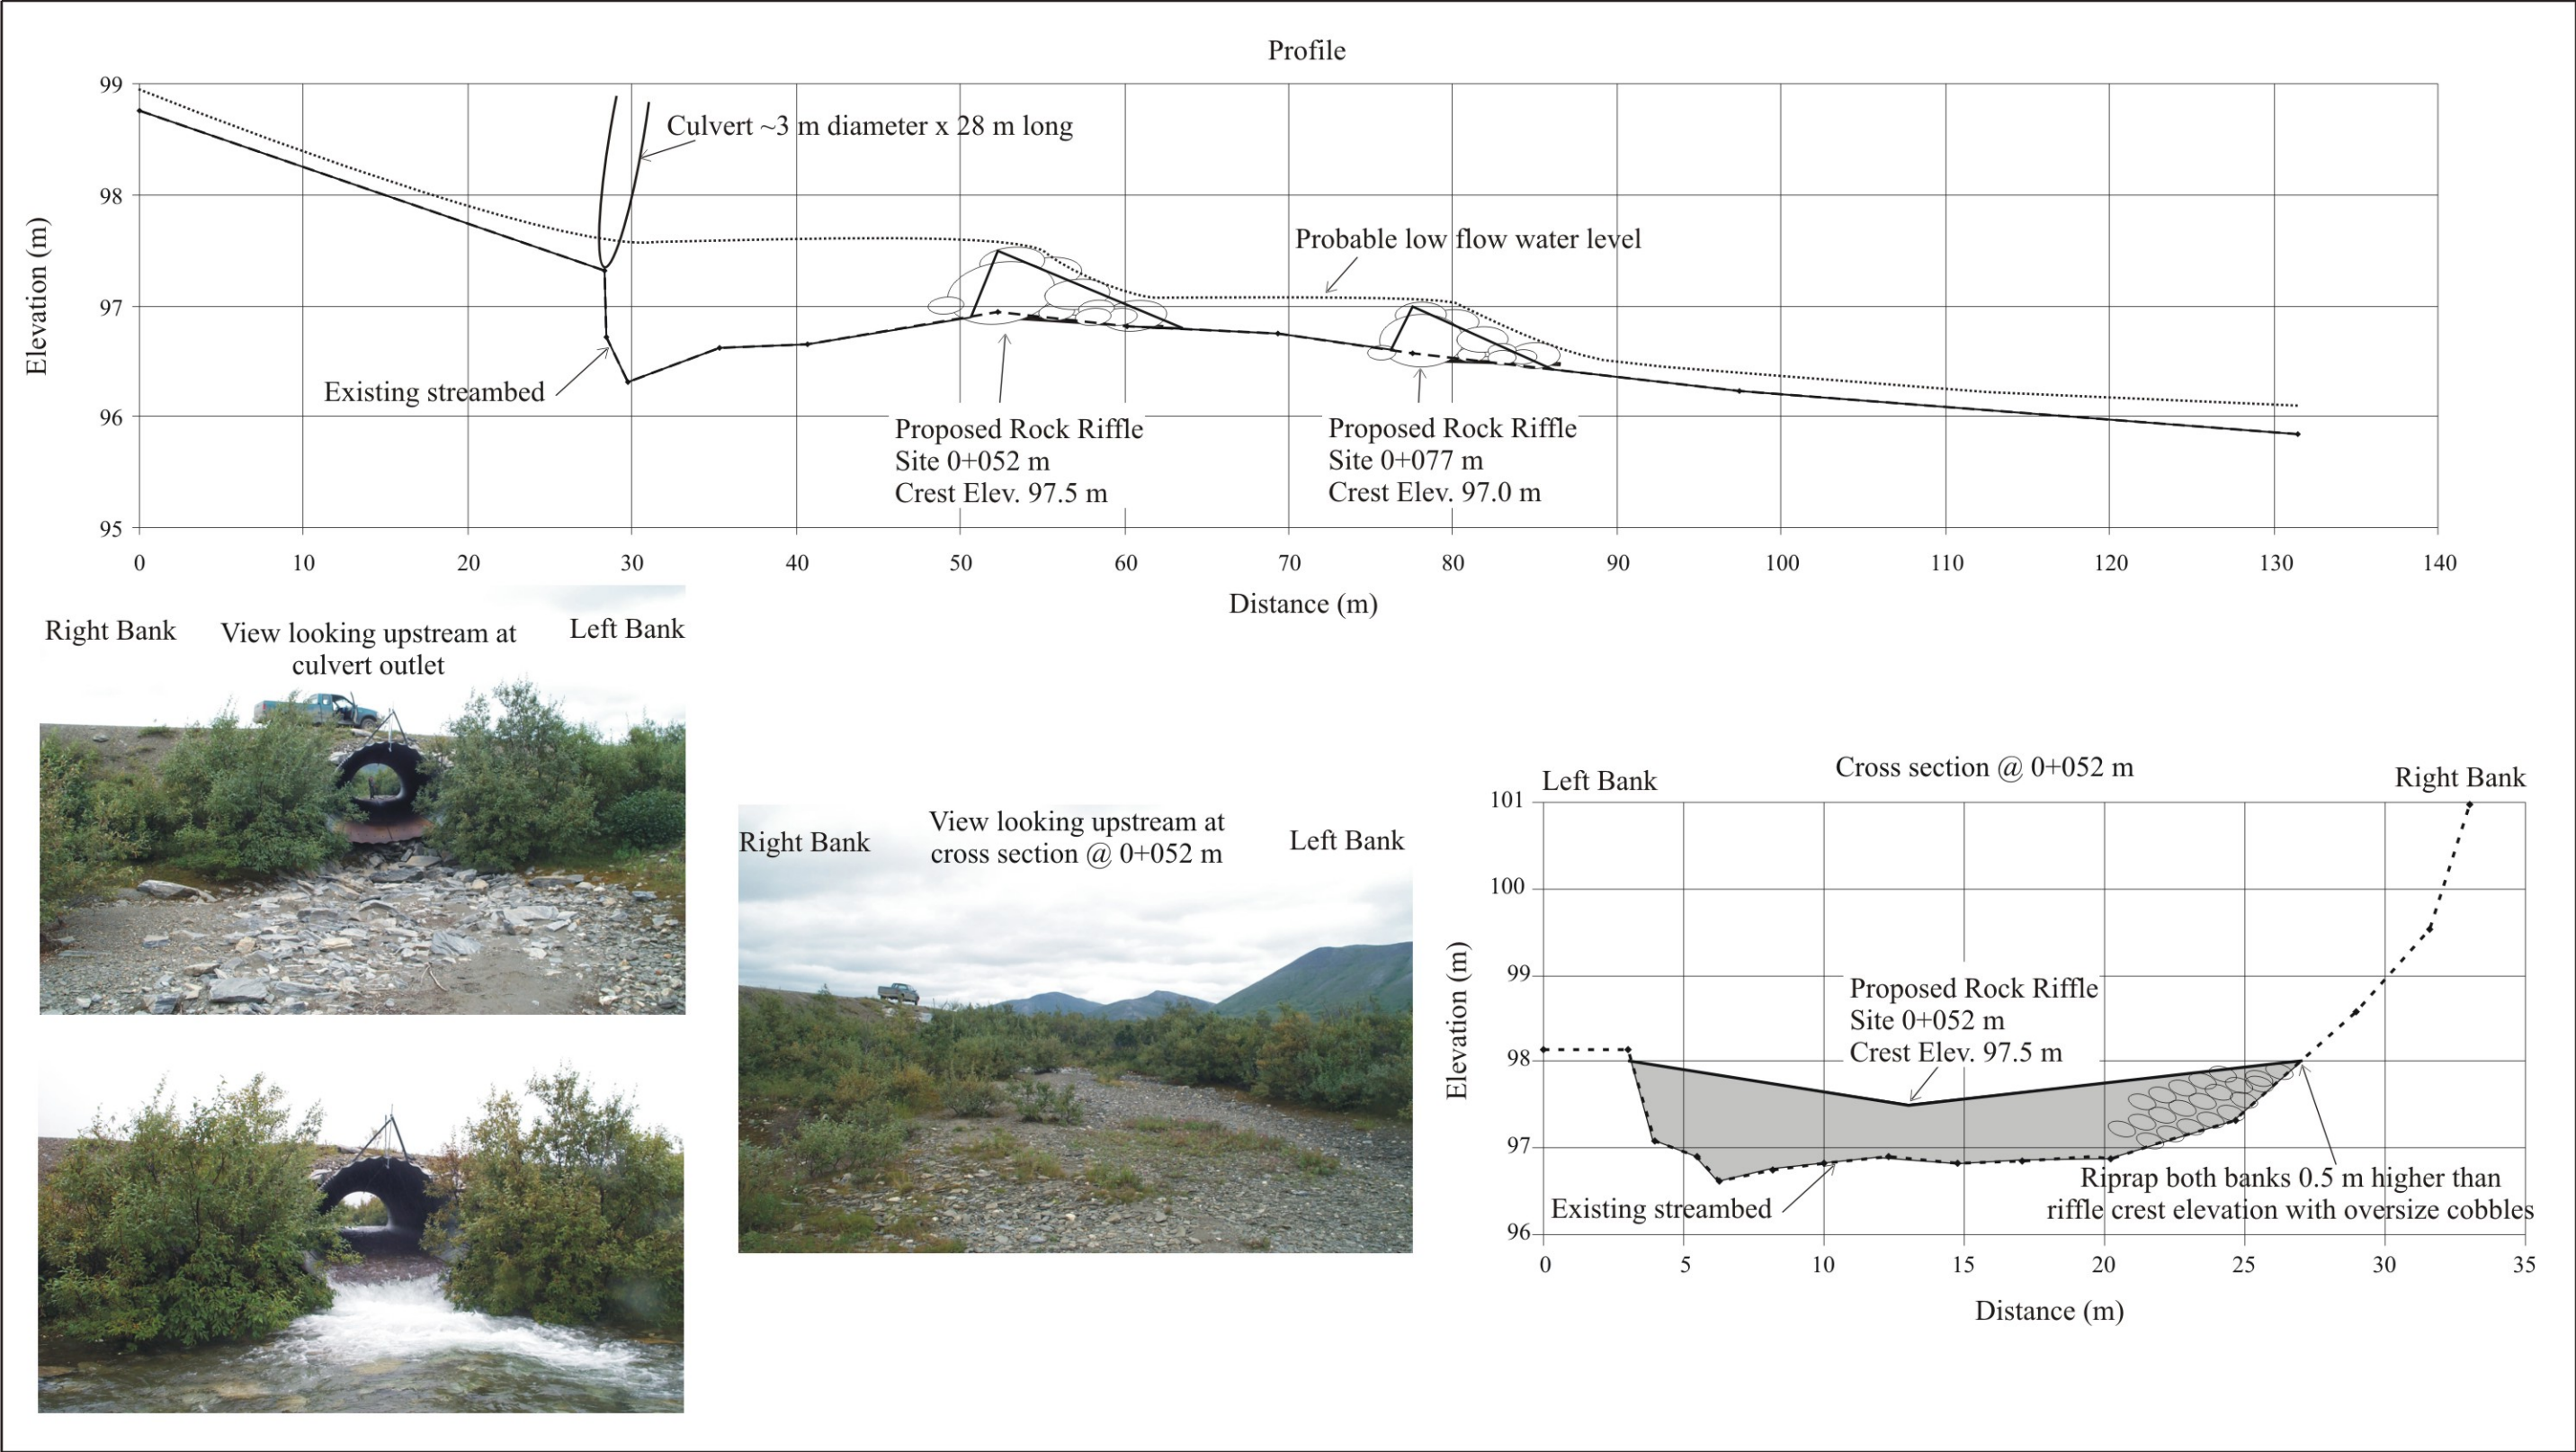 Profile
99
98
97
96
95
Elevation (m)
Culvert ~3 m diameter x 28 m long
Probable low flow water level
Existing streambed
Proposed Rock Riffle
Site 0+052 m
Crest Elev. 97.5 m
Proposed Rock Riffle
Site 0+077 m
Crest Elev. 97.0 m
0 10 20 30 40 50 60 70 80 90 100 110 120 130 140
Distance (m)
Right Bank
View looking upstream at
culvert outlet
Left Bank
Right Bank
View looking upstream at
cross section @ 0+052 m
Left Bank
Cross section @ 0+052 m
Left Bank
Right Bank
101
100
99
98
97
96
Elevation (m)
Proposed Rock Riffle
Site 0+052 m
Crest Elev. 97.5 m
Existing streambed
Riprap both banks 0.5 m higher than
riffle crest elevation with oversize cobbles
0 5 10 15 20 25 30 35
Distance (m)